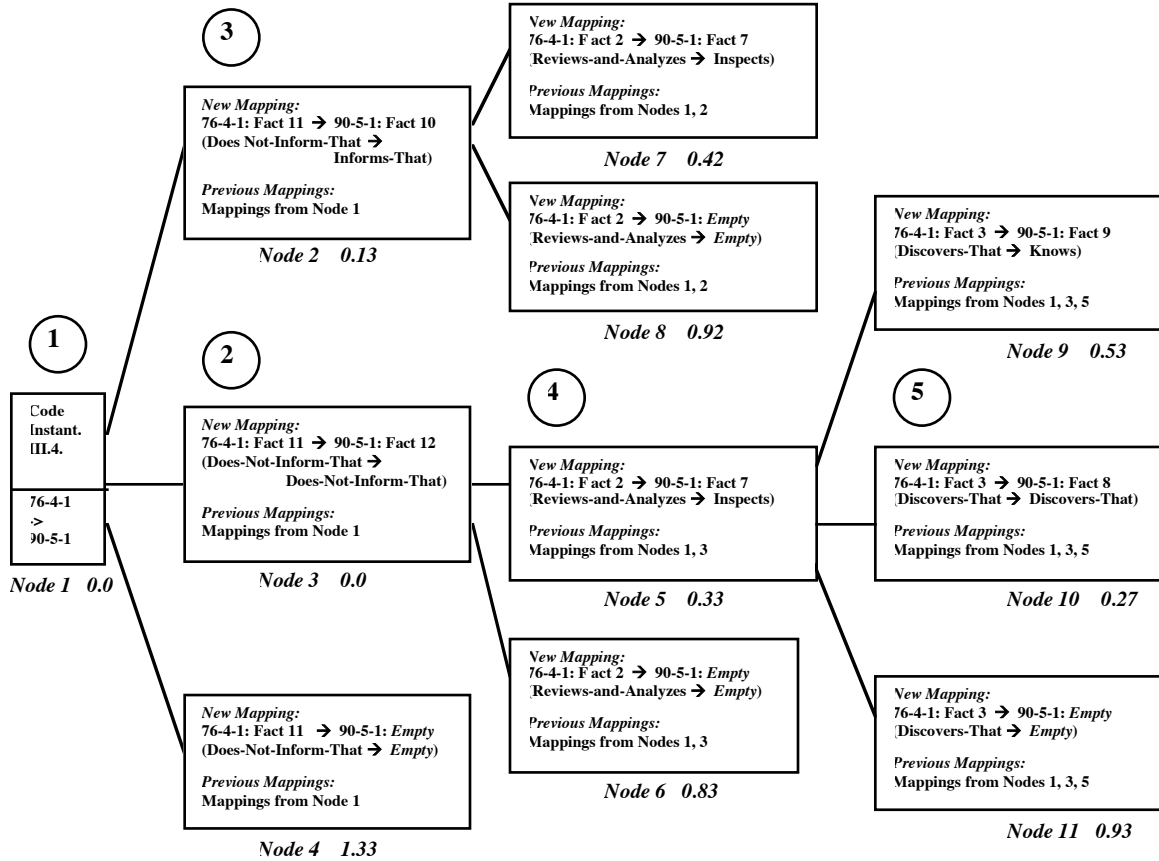 1
Code
Instant.
III.4.
76-4-1
->
90-5-1
Node 1 0.0
3
New Mapping:
76-4-1: Fact 11 → 90-5-1: Fact 10
(Does Not-Inform-That →
Informs-That)
Previous Mappings:
Mappings from Node 1
Node 2 0.13
2
New Mapping:
76-4-1: Fact 11 → 90-5-1: Fact 12
(Does-Not-Inform-That →
Does-Not-Inform-That)
Previous Mappings:
Mappings from Node 1
Node 3 0.0
New Mapping:
76-4-1: Fact 11 → 90-5-1: Empty
(Does-Not-Inform-That → Empty)
Previous Mappings:
Mappings from Node 1
Node 4 1.33
New Mapping:
76-4-1: Fact 2 → 90-5-1: Fact 7
(Reviews-and-Analyzes → Inspects)
Previous Mappings:
Mappings from Nodes 1, 2
Node 7 0.42
New Mapping:
76-4-1: Fact 2 → 90-5-1: Empty
(Reviews-and-Analyzes → Empty)
Previous Mappings:
Mappings from Nodes 1, 2
Node 8 0.92
4
New Mapping:
76-4-1: Fact 2 → 90-5-1: Fact 7
(Reviews-and-Analyzes → Inspects)
Previous Mappings:
Mappings from Nodes 1, 3
Node 5 0.33
New Mapping:
76-4-1: Fact 2 → 90-5-1: Empty
(Reviews-and-Analyzes → Empty)
Previous Mappings:
Mappings from Nodes 1, 3
Node 6 0.83
New Mapping:
76-4-1: Fact 3 → 90-5-1: Fact 9
(Discovers-That → Knows)
Previous Mappings:
Mappings from Nodes 1, 3, 5
Node 9 0.53
5
New Mapping:
76-4-1: Fact 3 → 90-5-1: Fact 8
(Discovers-That → Discovers-That)
Previous Mappings:
Mappings from Nodes 1, 3, 5
Node 10 0.27
New Mapping:
76-4-1: Fact 3 → 90-5-1: Empty
(Discovers-That → Empty)
Previous Mappings:
Mappings from Nodes 1, 3, 5
Node 11 0.93